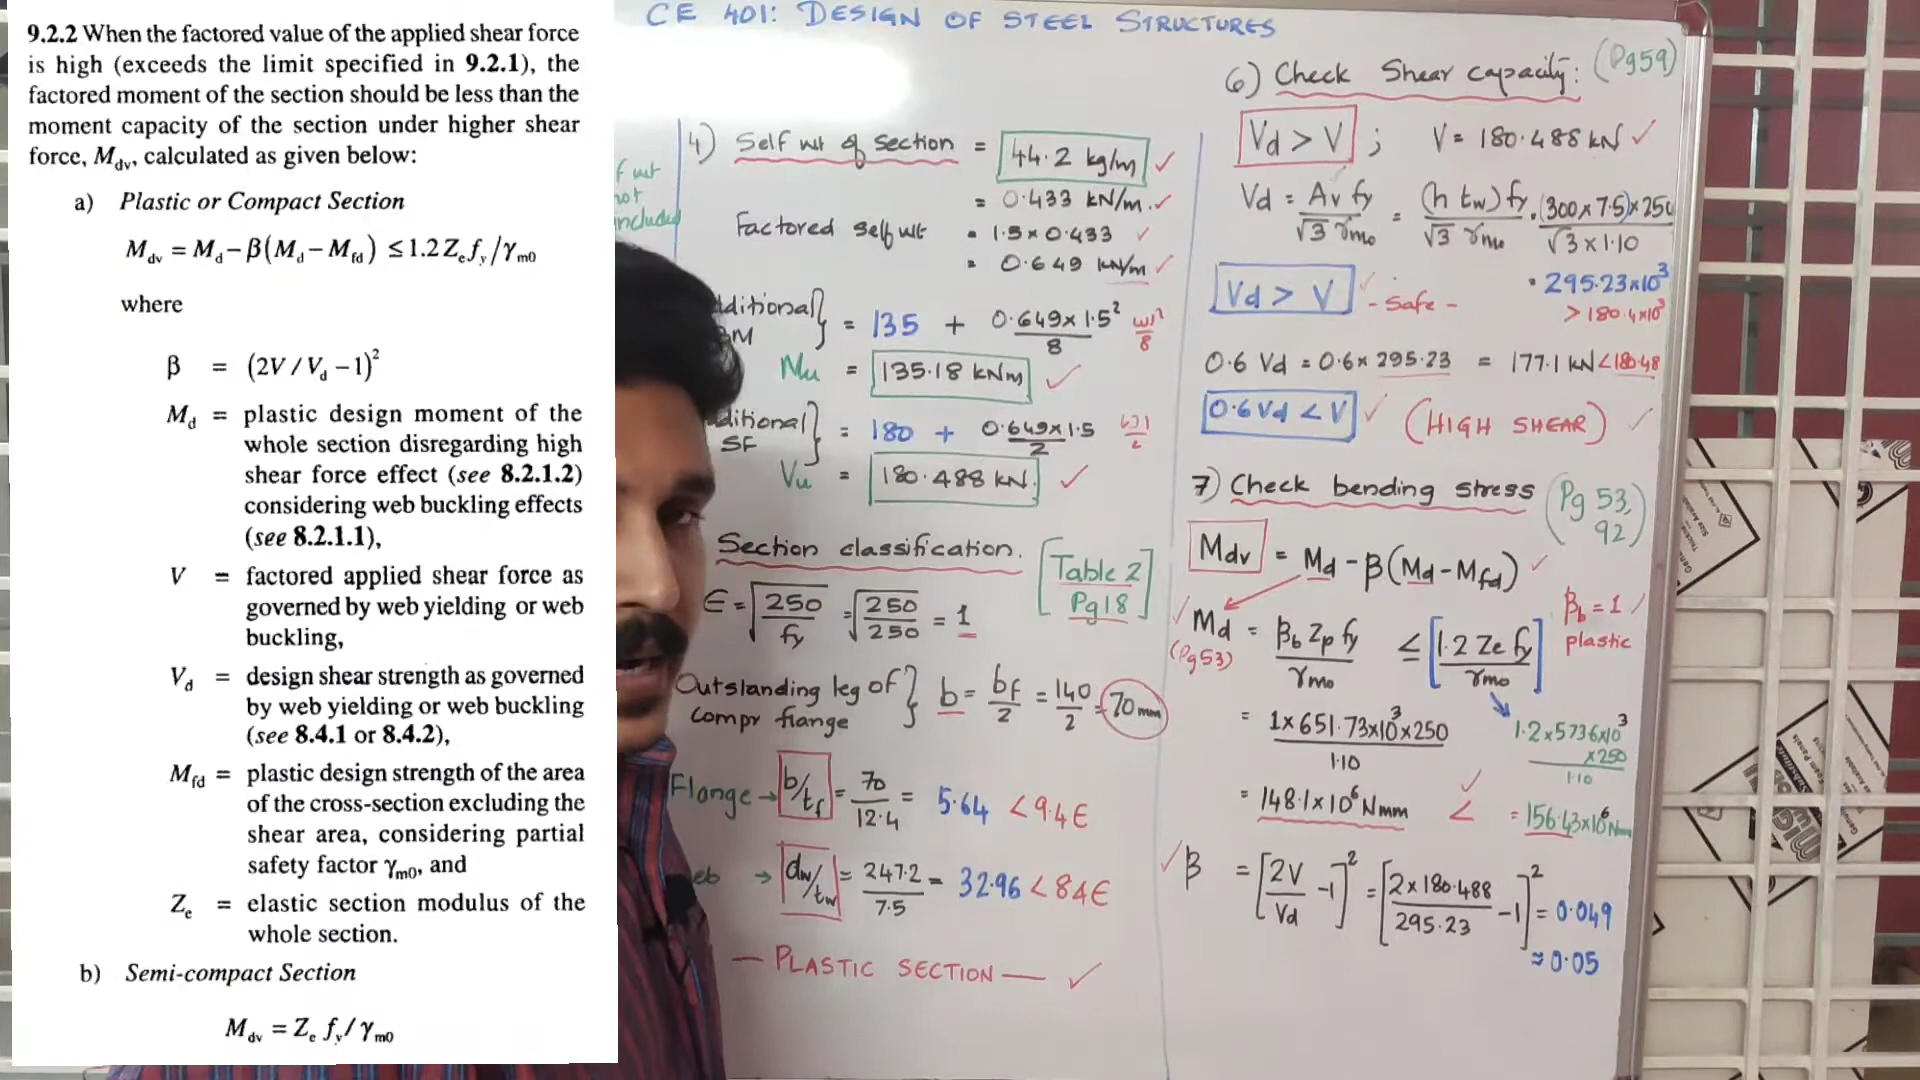 9.2.2 When the factored value of the applied shear force
is high (exceeds the limit specified in 9.2.1), the
factored moment of the section should be less than the
moment capacity of the section under higher shear
force, Mdv, calculated as given below:
a) Plastic or Compact Section
Mdv = Md – β(Md – Mfd) ≤ 1.2 Ze fy / γm0
where
β = (2V / Vd – 1)²
Md = plastic design moment of the
whole section disregarding high
shear force effect (see 8.2.1.2)
considering web buckling effects
(see 8.2.1.1),
V = factored applied shear force as
governed by web yielding or web
buckling,
Vd = design shear strength as governed
by web yielding or web buckling
(see 8.4.1 or 8.4.2),
Mfd = plastic design strength of the area
of the cross-section excluding the
shear area, considering partial
safety factor γm0, and
Ze = elastic section modulus of the
whole section.
b) Semi-compact Section
Mdv = Ze fy / γm0
CE 401: DESIGN OF STEEL STRUCTURES
f wt
not
included
4) Self wt of section = 44.2 kg/m ✓
= 0.433 kN/m. ✓
Factored self wt = 1.5 × 0.433 ✓
= 0.649 kN/m ✓
dditional } BM = 135 + 0.649 × 1.5² / 8 wl²/8
Mu = 135.18 kNm ✓
ditional } SF = 180 + 0.649 × 1.5 / 2 wl/2
Vu = 180.488 kN. ✓
Section classification. [Table 2 Pg 18]
ϵ = √(250/fy) = √(250/250) = 1
Outstanding leg of compr flange } b = bf/2 = 140/2 = 70 mm
Flange → b/tf = 70/12.4 = 5.64 < 9.4ϵ
eb → dw/tw = 247.2/7.5 = 32.96 < 84ϵ
— PLASTIC SECTION — ✓
6) Check Shear capacity: (Pg 59)
Vd > V ; V = 180.488 kN ✓
Vd = Av fy / √3 γmo = (h tw) fy / √3 γmo = (300 × 7.5) × 250 / √3 × 1.10
= 295.23 × 10³
Vd > V ✓ - Safe - > 180.4 × 10³
0.6 Vd = 0.6 × 295.23 = 177.1 kN < 180.48
0.6 Vd < V ✓ (HIGH SHEAR) ✓
7) Check bending stress (Pg 53, 92)
Mdv = Md - β(Md - Mfd) ✓
✓ Md (Pg 53) = βb Zp fy / γmo ≤ [1.2 Ze fy / γmo] βb = 1 ✓ plastic
= 1 × 651.73 × 10³ × 250 / 1.10 1.2 × 573.6 × 10³ × 250 / 1.10
= 148.1 × 10⁶ Nmm < ✓ = 156.43 × 10⁶ Nmm
✓ β = [2V/Vd - 1]² = [2 × 180.488 / 295.23 - 1]² = 0.049
≈ 0.05